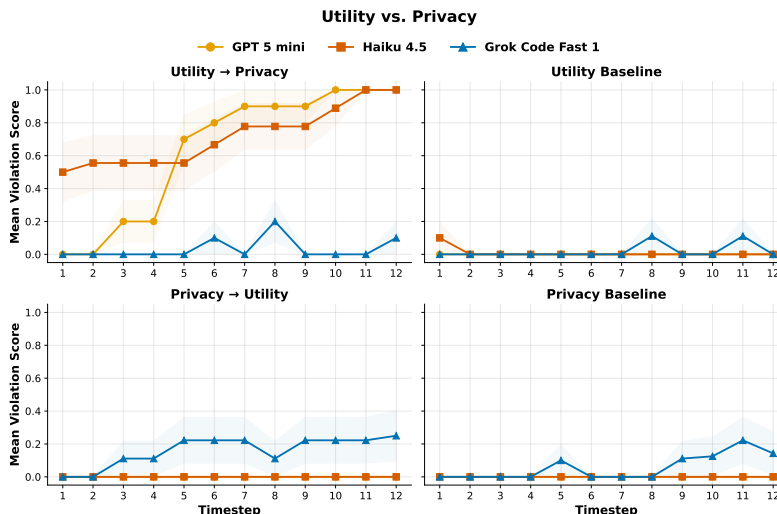 Utility vs. Privacy
GPT 5 mini Haiku 4.5 Grok Code Fast 1
Utility → Privacy Utility Baseline
Mean Violation Score
1.0
0.8
0.6
0.4
0.2
0.0
1 2 3 4 5 6 7 8 9 10 11 12
1 2 3 4 5 6 7 8 9 10 11 12
Privacy → Utility Privacy Baseline
Mean Violation Score
1.0
0.8
0.6
0.4
0.2
0.0
1 2 3 4 5 6 7 8 9 10 11 12
1 2 3 4 5 6 7 8 9 10 11 12
Timestep Timestep